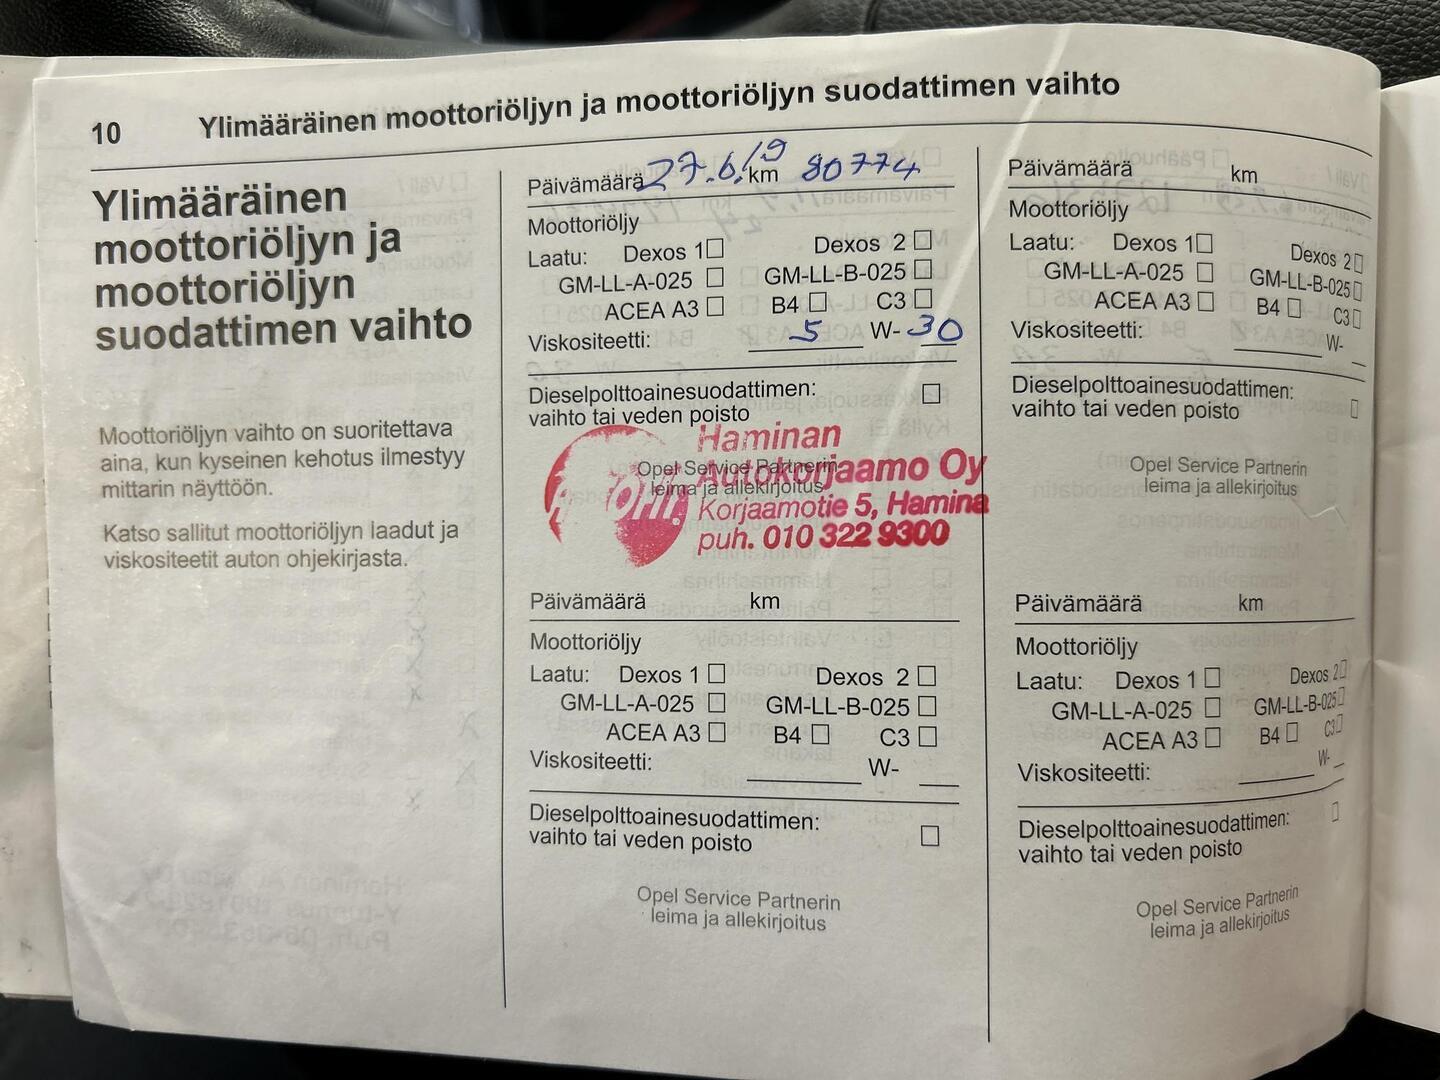 10 Ylimääräinen moottoriöljyn ja moottoriöljyn suodattimen vaihto
Ylimääräinen
moottoriöljyn ja
moottoriöljyn
suodattimen vaihto
Moottoriöljyn vaihto on suoritettava
aina, kun kyseinen kehotus ilmestyy
mittarin näyttöön.
Katso sallitut moottoriöljyn laadut ja
viskositeetit auton ohjekirjasta.
Päivämäärä 27.6.19 km 80774
Moottoriöljy
Laatu: Dexos 1 Dexos 2
GM-LL-A-025 GM-LL-B-025
ACEA A3 B4 C3
Viskositeetti: 5 W- 30
Dieselpolttoainesuodattimen:
vaihto tai veden poisto
Opel Service Partnerin
leima ja allekirjoitus
Haminan
Autokorjaamo Oy
Korjaamotie 5, Hamina
puh. 010 322 9300
Päivämäärä km
Moottoriöljy
Laatu: Dexos 1 Dexos 2
GM-LL-A-025 GM-LL-B-025
ACEA A3 B4 C3
Viskositeetti: W-
Dieselpolttoainesuodattimen:
vaihto tai veden poisto
Opel Service Partnerin
leima ja allekirjoitus
Päivämäärä km
Moottoriöljy
Laatu: Dexos 1 Dexos 2
GM-LL-A-025 GM-LL-B-025
ACEA A3 B4 C3
Viskositeetti: W-
Dieselpolttoainesuodattimen:
vaihto tai veden poisto
Opel Service Partnerin
leima ja allekirjoitus
Päivämäärä km
Moottoriöljy
Laatu: Dexos 1 Dexos 2
GM-LL-A-025 GM-LL-B-025
ACEA A3 B4 C3
Viskositeetti: W-
Dieselpolttoainesuodattimen:
vaihto tai veden poisto
Opel Service Partnerin
leima ja allekirjoitus